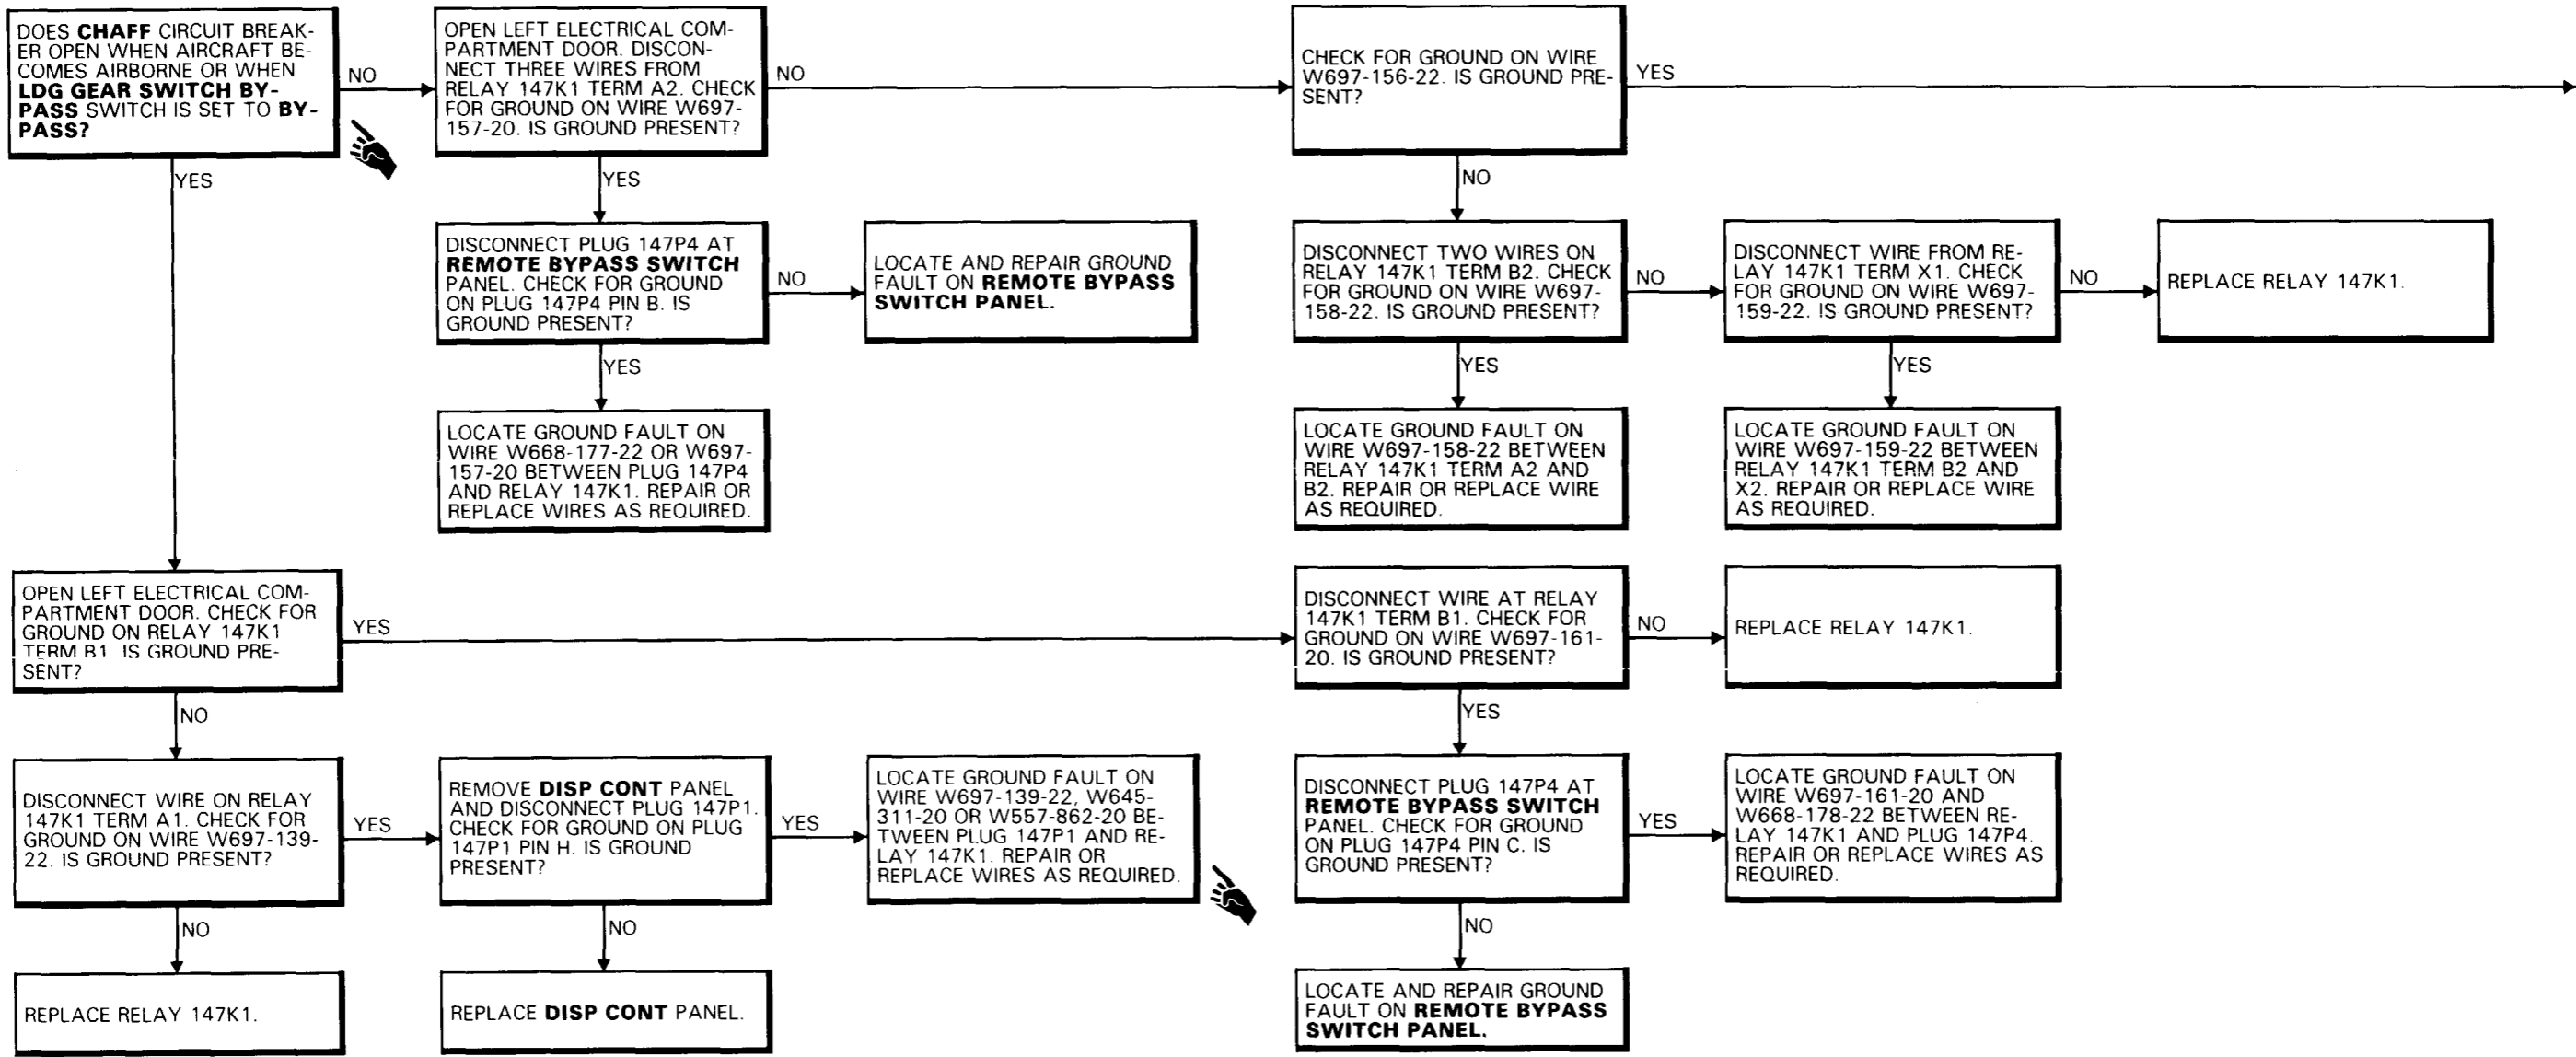 DOES CHAFF CIRCUIT BREAK-
ER OPEN WHEN AIRCRAFT BE-
COMES AIRBORNE OR WHEN
LDG GEAR SWITCH BY-
PASS SWITCH IS SET TO BY-
PASS?
NO
YES
OPEN LEFT ELECTRICAL COM-
PARTMENT DOOR. DISCON-
NECT THREE WIRES FROM
RELAY 147K1 TERM A2. CHECK
FOR GROUND ON WIRE W697-
157-20. IS GROUND PRESENT?
NO
YES
CHECK FOR GROUND ON WIRE
W697-156-22. IS GROUND PRE-
SENT?
YES
NO
DISCONNECT PLUG 147P4 AT
REMOTE BYPASS SWITCH
PANEL. CHECK FOR GROUND
ON PLUG 147P4 PIN B. IS
GROUND PRESENT?
NO
YES
LOCATE AND REPAIR GROUND
FAULT ON REMOTE BYPASS
SWITCH PANEL.
DISCONNECT TWO WIRES ON
RELAY 147K1 TERM B2. CHECK
FOR GROUND ON WIRE W697-
158-22. IS GROUND PRESENT?
NO
YES
DISCONNECT WIRE FROM RE-
LAY 147K1 TERM X1. CHECK
FOR GROUND ON WIRE W697-
159-22. IS GROUND PRESENT?
NO
YES
REPLACE RELAY 147K1.
LOCATE GROUND FAULT ON
WIRE W668-177-22 OR W697-
157-20 BETWEEN PLUG 147P4
AND RELAY 147K1. REPAIR OR
REPLACE WIRES AS REQUIRED.
LOCATE GROUND FAULT ON
WIRE W697-158-22 BETWEEN
RELAY 147K1 TERM A2 AND
B2. REPAIR OR REPLACE WIRE
AS REQUIRED.
LOCATE GROUND FAULT ON
WIRE W697-159-22 BETWEEN
RELAY 147K1 TERM B2 AND
X2. REPAIR OR REPLACE WIRE
AS REQUIRED.
OPEN LEFT ELECTRICAL COM-
PARTMENT DOOR. CHECK FOR
GROUND ON RELAY 147K1
TERM B1. IS GROUND PRE-
SENT?
YES
NO
DISCONNECT WIRE AT RELAY
147K1 TERM B1. CHECK FOR
GROUND ON WIRE W697-161-
20. IS GROUND PRESENT?
NO
YES
REPLACE RELAY 147K1.
DISCONNECT WIRE ON RELAY
147K1 TERM A1. CHECK FOR
GROUND ON WIRE W697-139-
22. IS GROUND PRESENT?
YES
NO
REMOVE DISP CONT PANEL
AND DISCONNECT PLUG 147P1.
CHECK FOR GROUND ON PLUG
147P1 PIN H. IS GROUND
PRESENT?
YES
NO
LOCATE GROUND FAULT ON
WIRE W697-139-22, W645-
311-20 OR W557-862-20 BE-
TWEEN PLUG 147P1 AND RE-
LAY 147K1. REPAIR OR
REPLACE WIRES AS REQUIRED.
DISCONNECT PLUG 147P4 AT
REMOTE BYPASS SWITCH
PANEL. CHECK FOR GROUND
ON PLUG 147P4 PIN C. IS
GROUND PRESENT?
YES
NO
LOCATE GROUND FAULT ON
WIRE W697-161-20 AND
W668-178-22 BETWEEN RE-
LAY 147K1 AND PLUG 147P4.
REPAIR OR REPLACE WIRES AS
REQUIRED.
REPLACE RELAY 147K1.
REPLACE DISP CONT PANEL.
LOCATE AND REPAIR GROUND
FAULT ON REMOTE BYPASS
SWITCH PANEL.